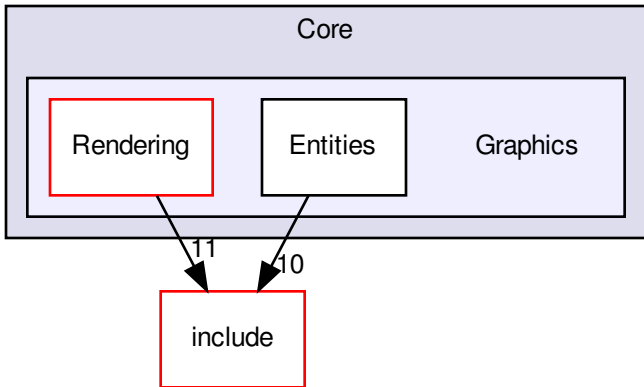 Core
Rendering
Entities
Graphics
11
10
include